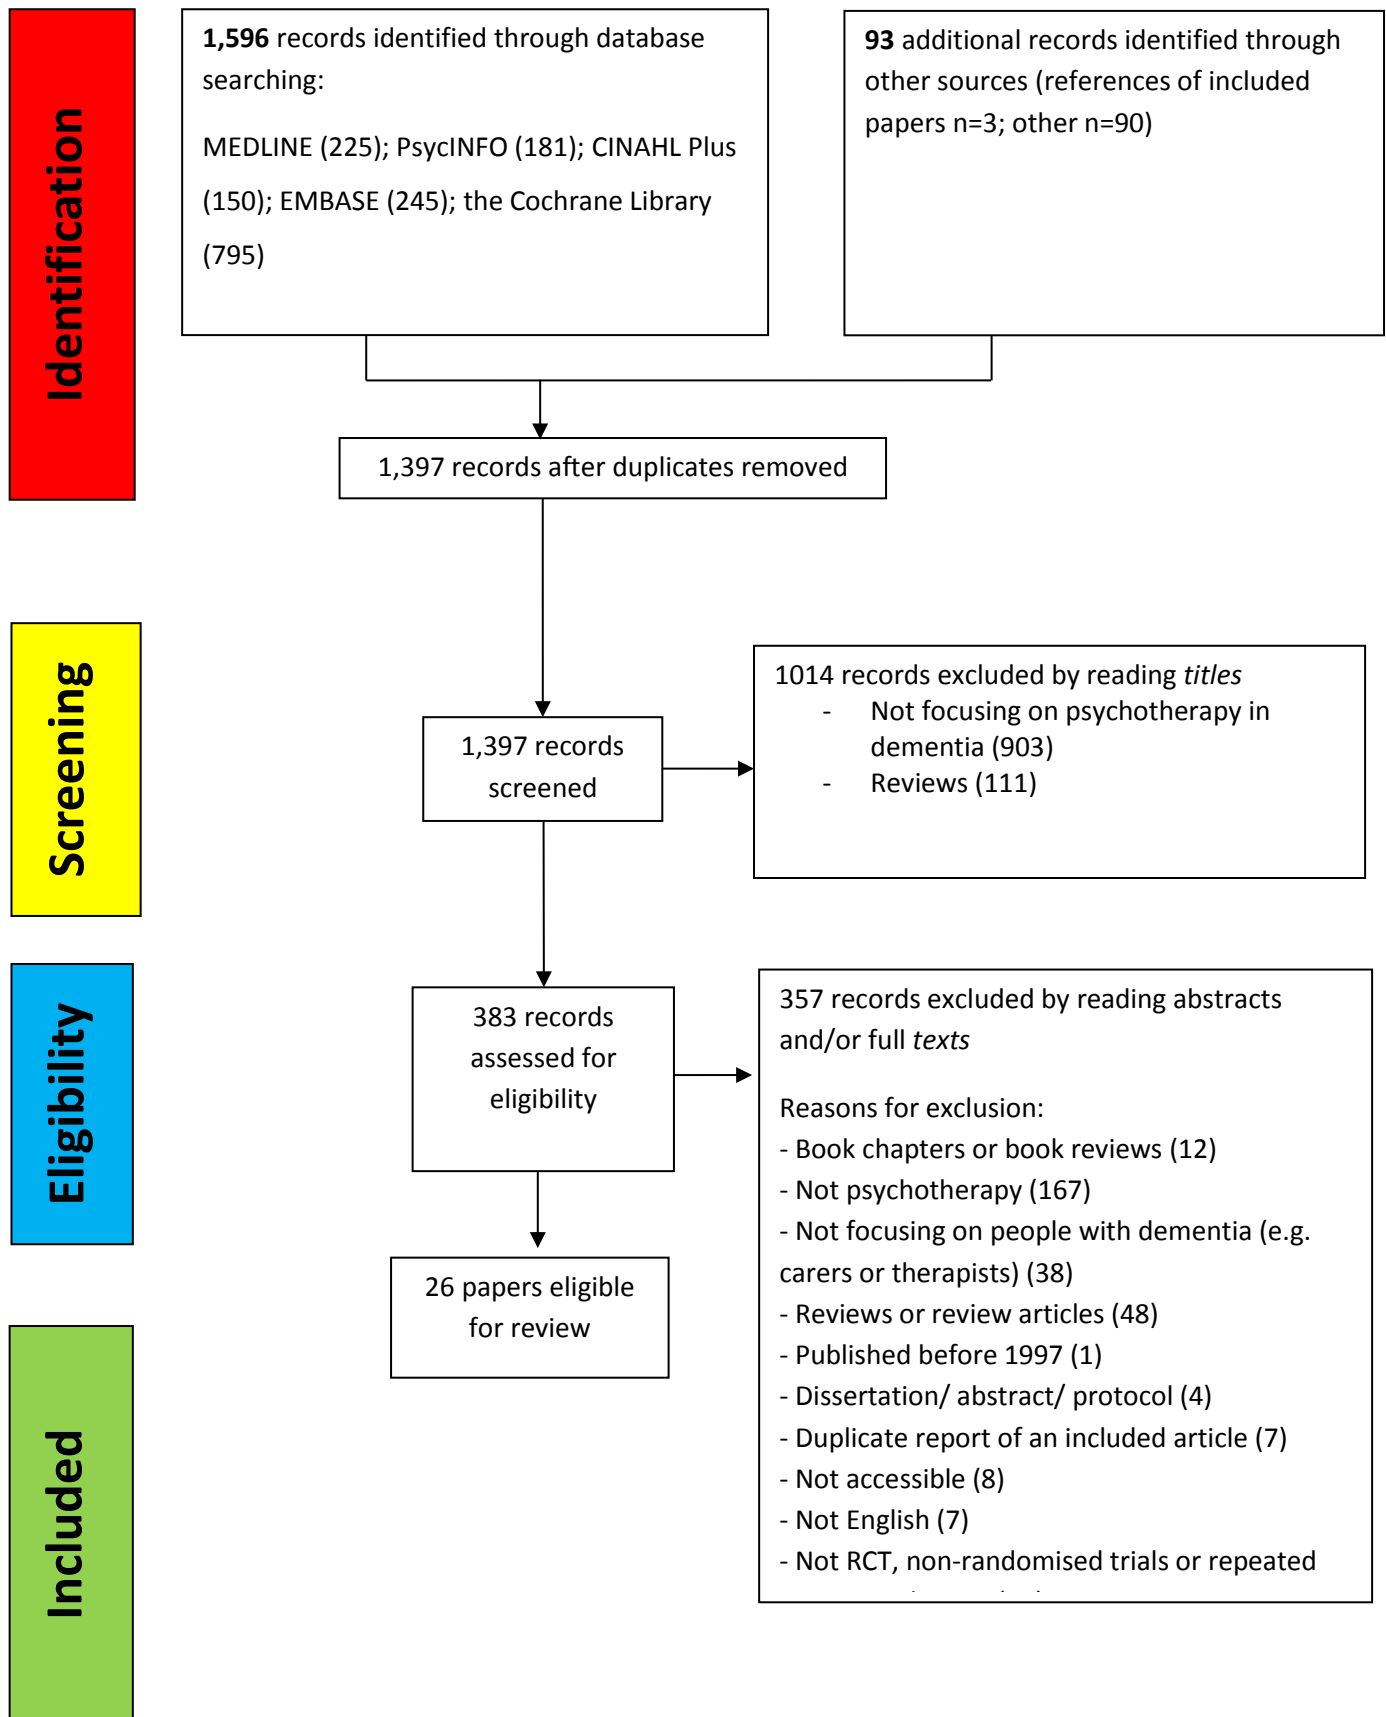 Identification
1,596 records identified through database
searching:
MEDLINE (225); PsycINFO (181); CINAHL Plus
(150); EMBASE (245); the Cochrane Library
(795)
93 additional records identified through
other sources (references of included
papers n=3; other n=90)
1,397 records after duplicates removed
Screening
1,397 records
screened
1014 records excluded by reading titles
- Not focusing on psychotherapy in
dementia (903)
- Reviews (111)
Eligibility
383 records
assessed for
eligibility
357 records excluded by reading abstracts
and/or full texts
Reasons for exclusion:
- Book chapters or book reviews (12)
- Not psychotherapy (167)
- Not focusing on people with dementia (e.g.
carers or therapists) (38)
- Reviews or review articles (48)
- Published before 1997 (1)
- Dissertation/ abstract/ protocol (4)
- Duplicate report of an included article (7)
- Not accessible (8)
- Not English (7)
- Not RCT, non-randomised trials or repeated
26 papers eligible
for review
Included